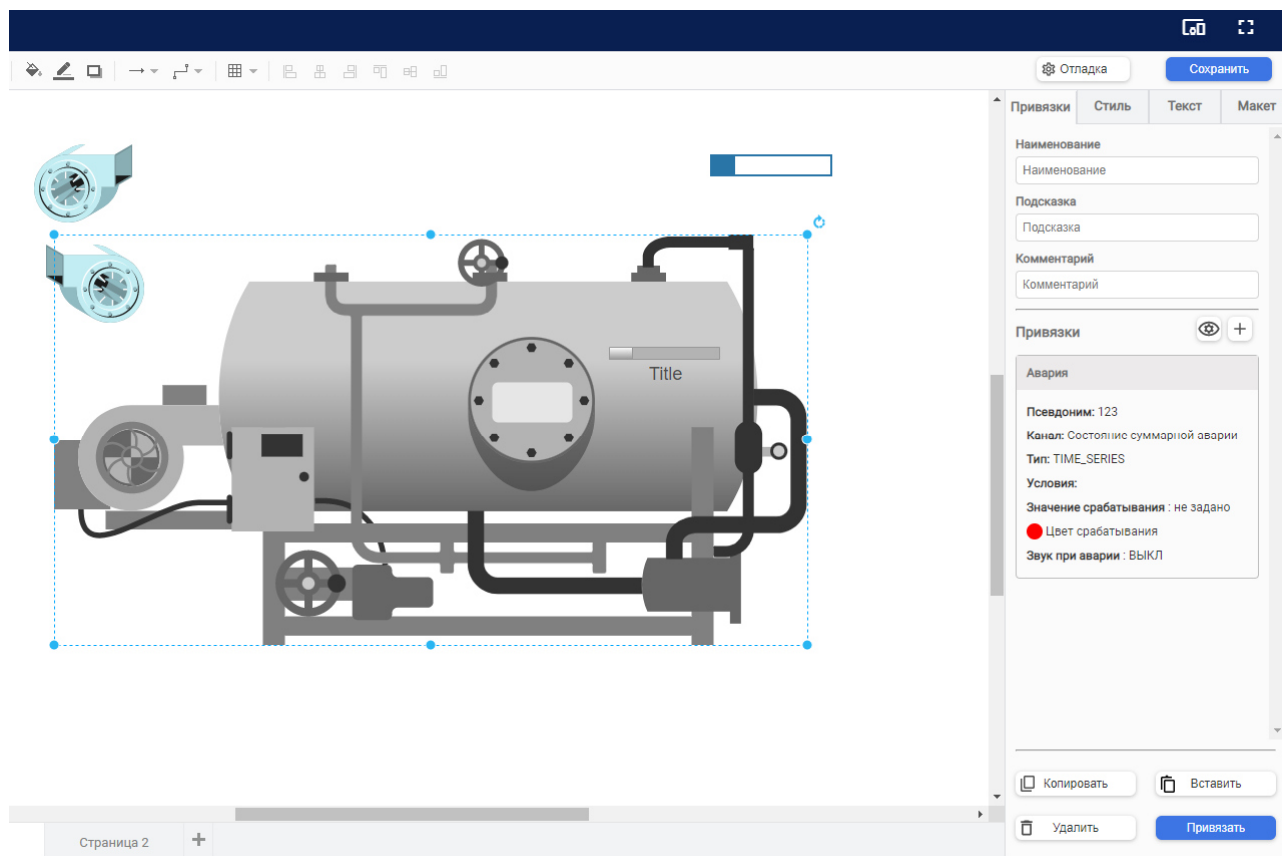 Отладка
Сохранить
Привязки Стиль Текст Макет
Наименование
Наименование
Подсказка
Подсказка
Комментарий
Комментарий
Привязки
Авария
Псевдоним: 123
Канал: Состояние суммарной аварии
Тип: TIME_SERIES
Условия:
Значение срабатывания : не задано
Цвет срабатывания
Звук при аварии : ВЫКЛ
Title
Копировать Вставить
Удалить Привязать
Страница 2